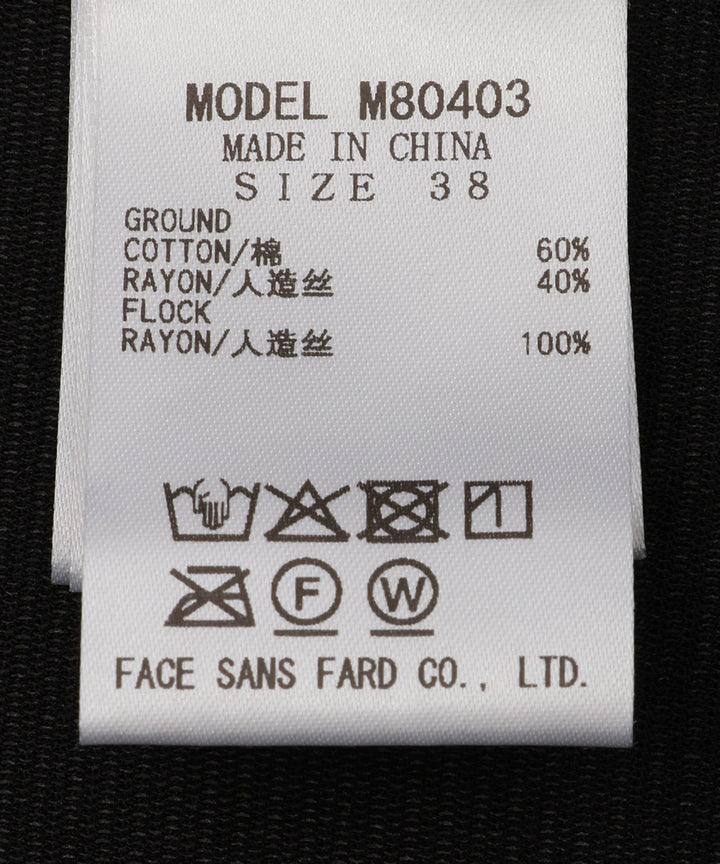 MODEL M80403
MADE IN CHINA
SIZE 38
GROUND
COTTON/棉 60%
RAYON/人造丝 40%
FLOCK
RAYON/人造丝 100%
F W
FACE SANS FARD CO., LTD.